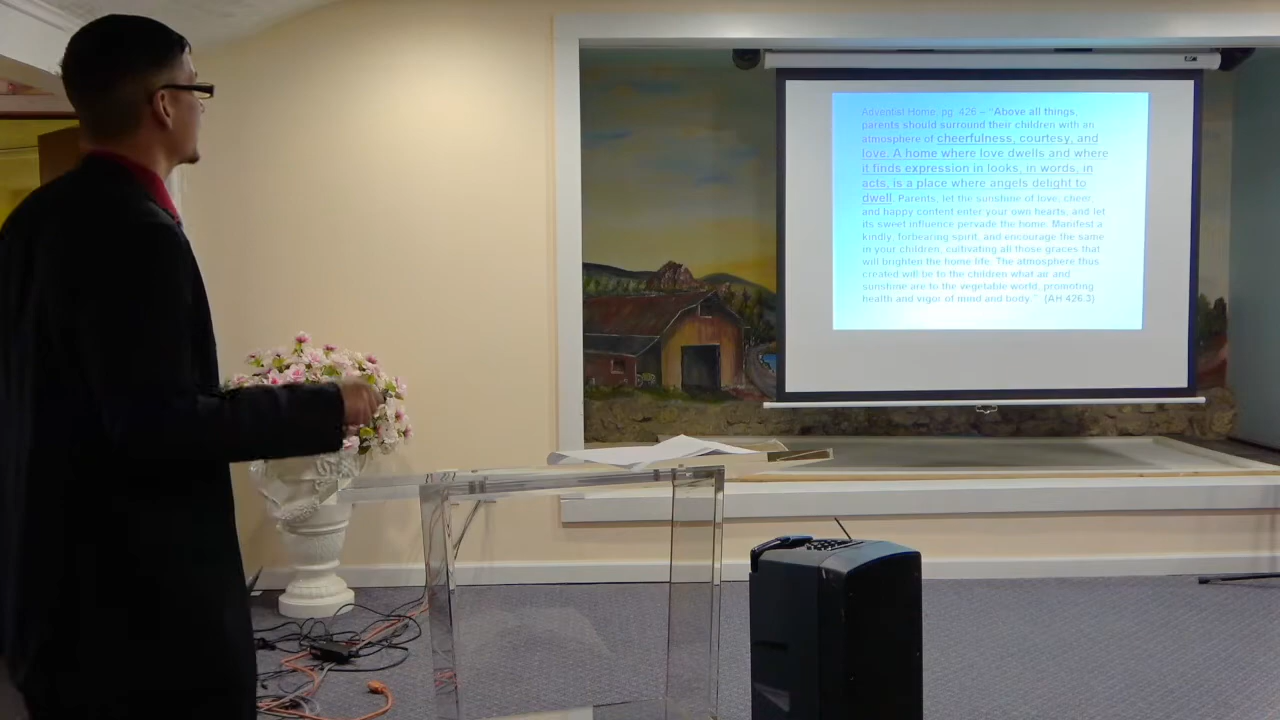 Adventist Home, pg. 426 – "Above all things,
parents should surround their children with an
atmosphere of cheerfulness, courtesy, and
love. A home where love dwells and where
it finds expression in looks, in words, in
acts, is a place where angels delight to
dwell. Parents, let the sunshine of love, cheer,
and happy content enter your own hearts, and let
its sweet influence pervade the home. Manifest a
kindly, forbearing spirit, and encourage the same
in your children, cultivating all those graces that
will brighten the home life. The atmosphere thus
created will be to the children what air and
sunshine are to the vegetable world, promoting
health and vigor of mind and body." {AH 426.3}